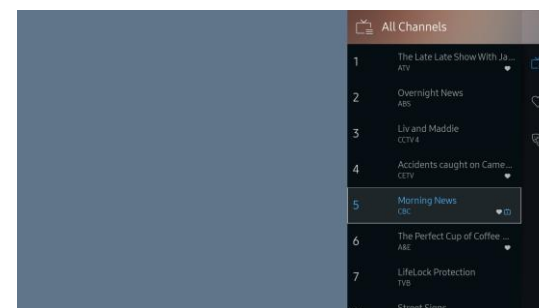 All Channels
1 The Late Late Show With Ja...
ATV
2 Overnight News
ABS
3 Liv and Maddie
CCTV 4
4 Accidents caught on Came...
CETV
5 Morning News
CBC
6 The Perfect Cup of Coffee ...
A&E
7 LifeLock Protection
TVB
Street Signs